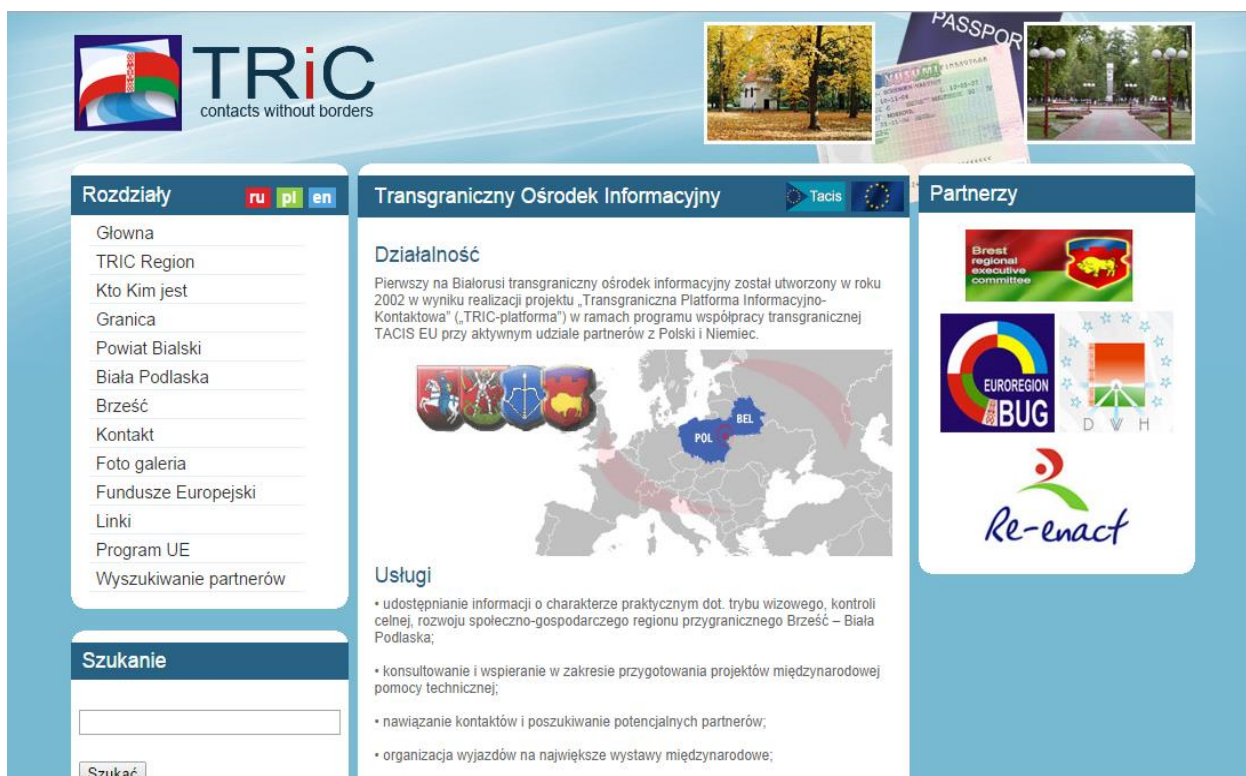 TRiC
contacts without borders
PASSPOR
Rozdziały
ru pl en
Głowna
TRIC Region
Kto Kim jest
Granica
Powiat Bialski
Biała Podlaska
Brześć
Kontakt
Foto galeria
Fundusze Europejski
Linki
Program UE
Wyszukiwanie partnerów
Szukanie
Szukać
Transgraniczny Ośrodek Informacyjny
Tacis
Działalność
Pierwszy na Białorusi transgraniczny ośrodek informacyjny został utworzony w roku
2002 w wyniku realizacji projektu „Transgraniczna Platforma Informacyjno-
Kontaktowa” („TRIC-platforma”) w ramach programu współpracy transgranicznej
TACIS EU przy aktywnym udziale partnerów z Polski i Niemiec.
POL
BEL
Usługi
• udostępnianie informacji o charakterze praktycznym dot. trybu wizowego, kontroli
celnej, rozwoju społeczno-gospodarczego regionu przygranicznego Brześć – Biała
Podlaska;
• konsultowanie i wspieranie w zakresie przygotowania projektów międzynarodowej
pomocy technicznej;
• nawiązanie kontaktów i poszukiwanie potencjalnych partnerów;
• organizacja wyjazdów na największe wystawy międzynarodowe;
Partnerzy
Brest
regional
executive
committee
EUROREGION
BUG
D V H
Re-enact